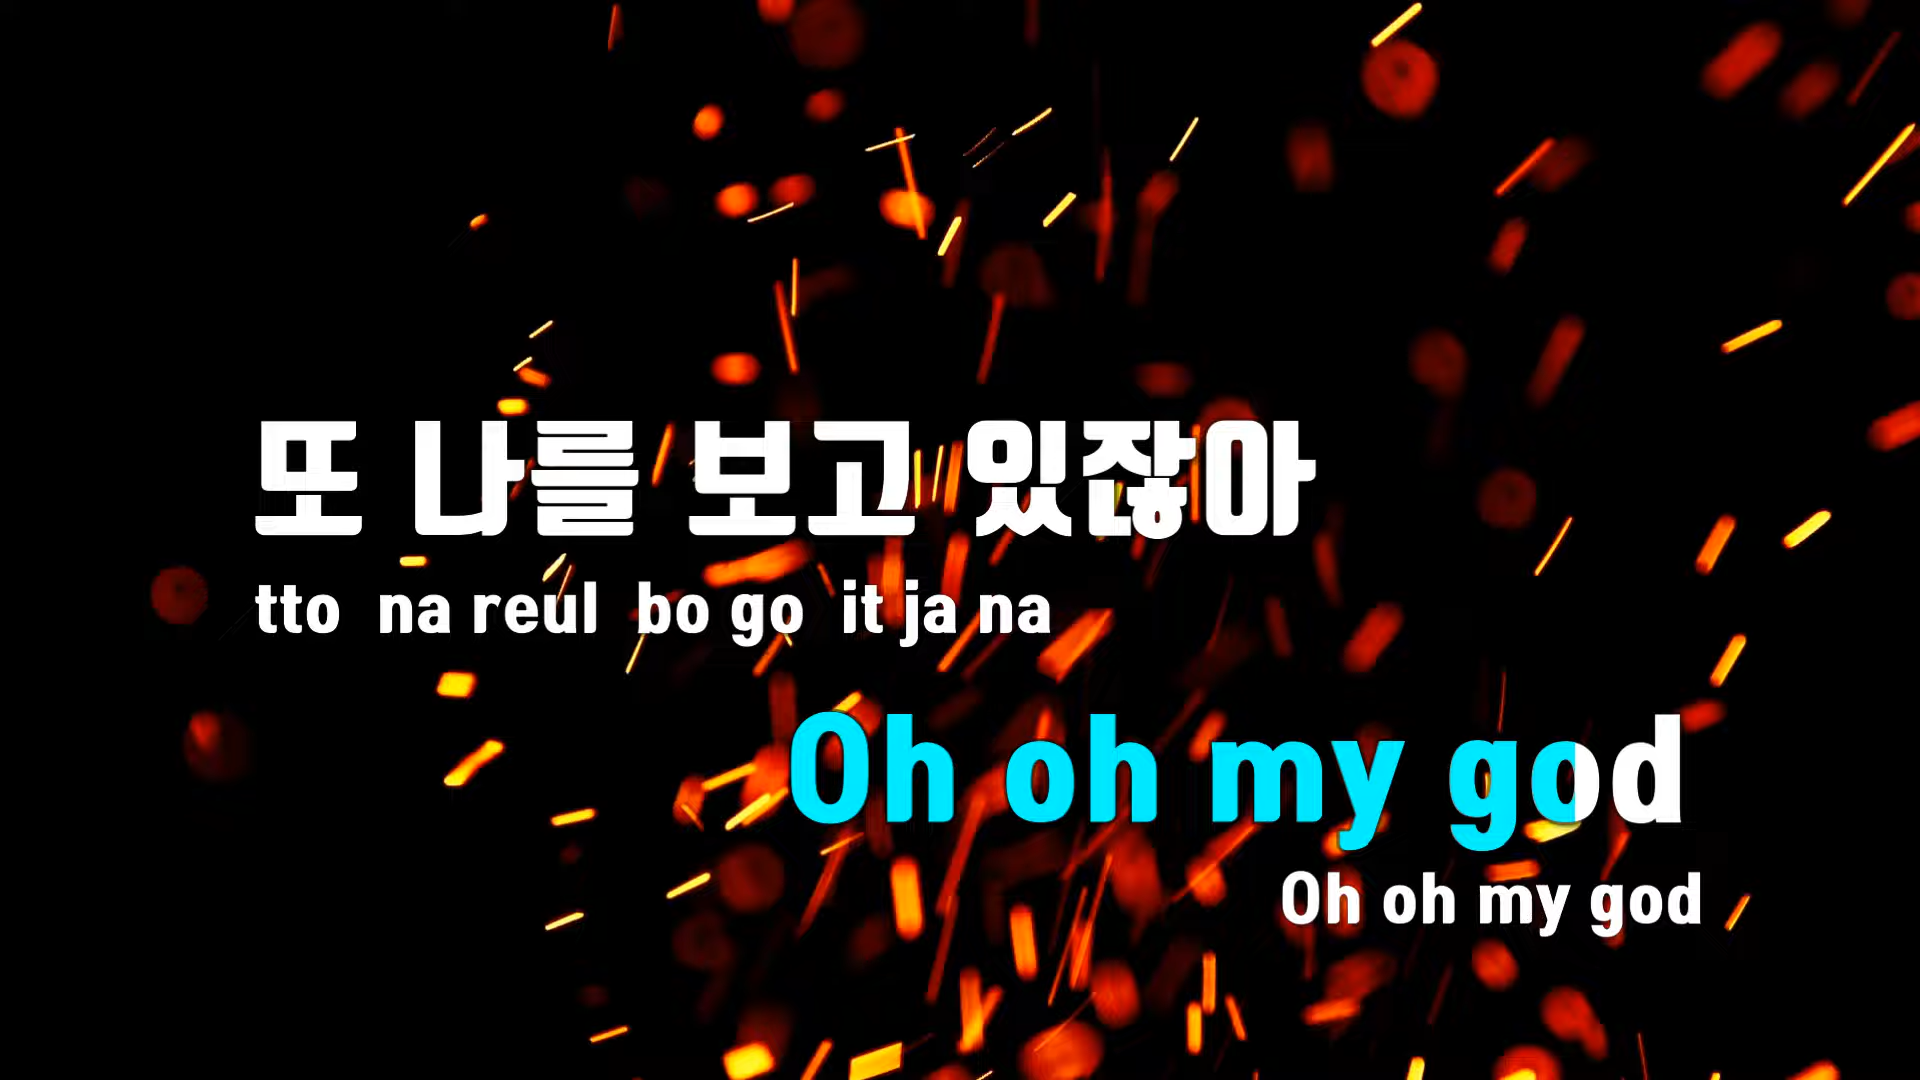 또 나를 보고 있잖아
tto na reul bo go it ja na
Oh oh my god
Oh oh my god